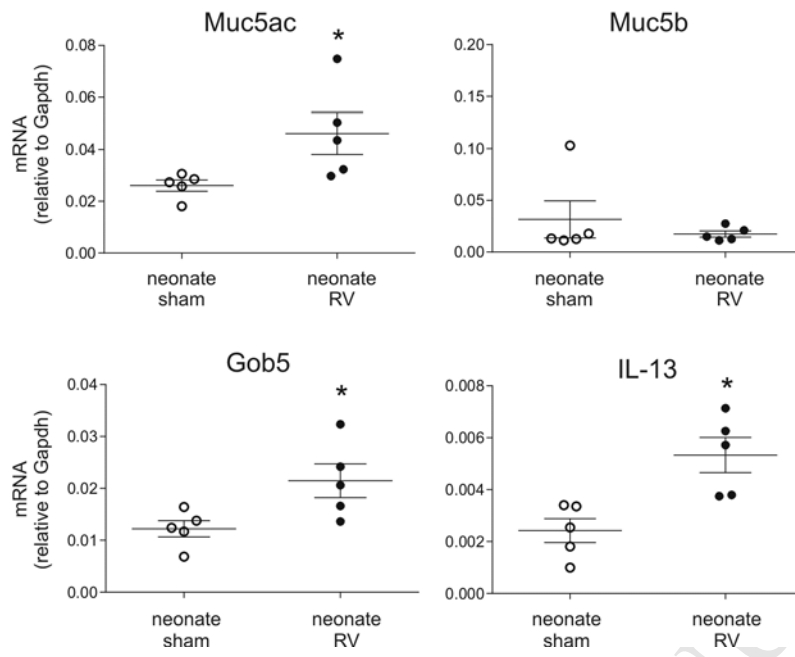 Muc5ac
*
0.08
0.06
0.04
0.02
0.00
mRNA
(relative to Gapdh)
neonate
sham
neonate
RV
Muc5b
0.20
0.15
0.10
0.05
0.00
neonate
sham
neonate
RV
Gob5
*
0.04
0.03
0.02
0.01
0.00
mRNA
(relative to Gapdh)
neonate
sham
neonate
RV
IL-13
*
0.008
0.006
0.004
0.002
0.000
neonate
sham
neonate
RV